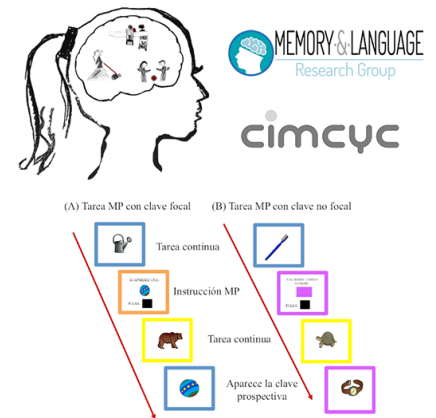 MEMORY & LANGUAGE
Research Group
cimcyc
(A) Tarea MP con clave focal
(B) Tarea MP con clave no focal
Tarea continua
Instrucción MP
Tarea continua
Aparece la clave
prospectiva